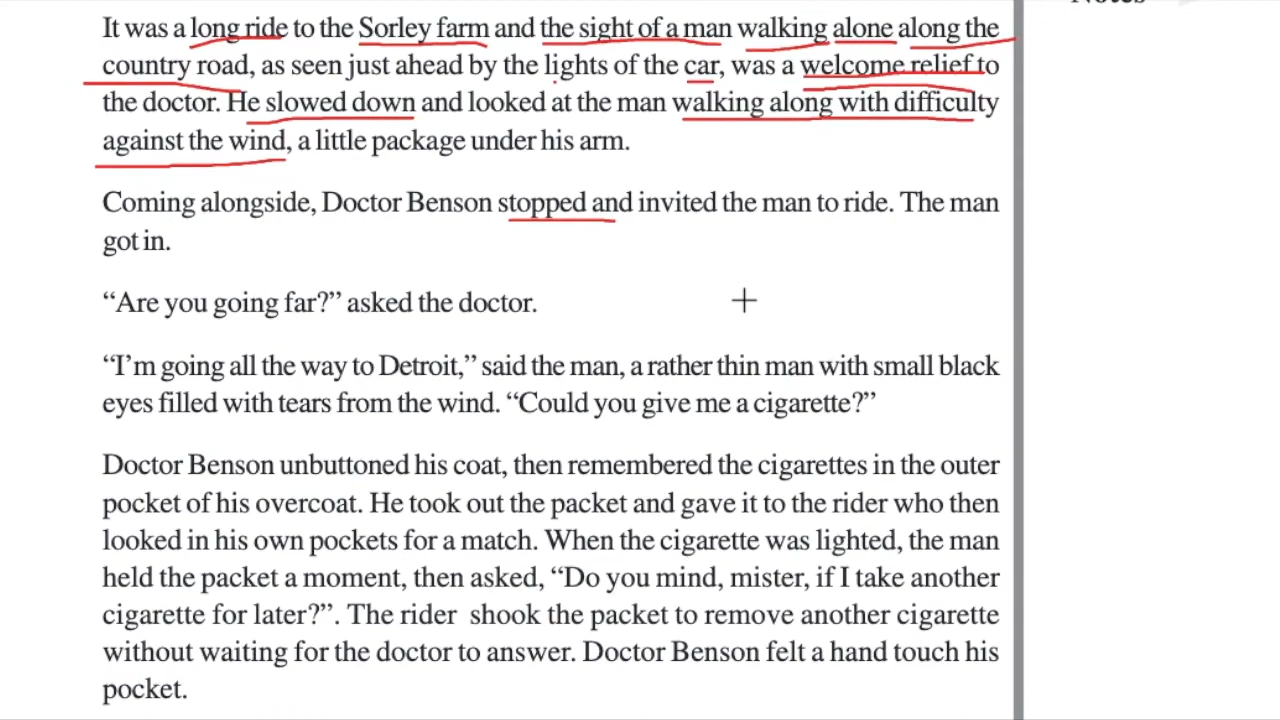 It was a long ride to the Sorley farm and the sight of a man walking alone along the
country road, as seen just ahead by the lights of the car, was a welcome relief to
the doctor. He slowed down and looked at the man walking along with difficulty
against the wind, a little package under his arm.
Coming alongside, Doctor Benson stopped and invited the man to ride. The man
got in.
“Are you going far?” asked the doctor.
“I’m going all the way to Detroit,” said the man, a rather thin man with small black
eyes filled with tears from the wind. “Could you give me a cigarette?”
Doctor Benson unbuttoned his coat, then remembered the cigarettes in the outer
pocket of his overcoat. He took out the packet and gave it to the rider who then
looked in his own pockets for a match. When the cigarette was lighted, the man
held the packet a moment, then asked, “Do you mind, mister, if I take another
cigarette for later?”. The rider shook the packet to remove another cigarette
without waiting for the doctor to answer. Doctor Benson felt a hand touch his
pocket.